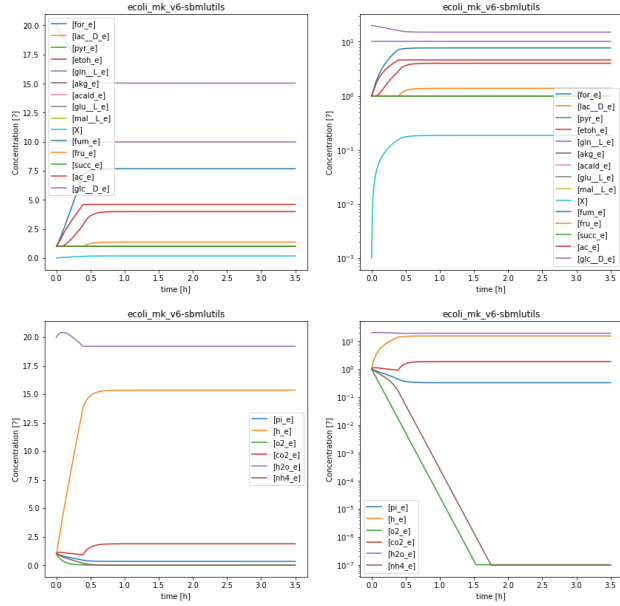 ecoli_mk_v6-sbmlutils
20.0
17.5
15.0
12.5
10.0
7.5
5.0
2.5
0.0
Concentration [?]
[for_e]
[lac__D_e]
[pyr_e]
[etoh_e]
[gln__L_e]
[akg_e]
[acald_e]
[glu__L_e]
[mal__L_e]
[X]
[fum_e]
[fru_e]
[succ_e]
[ac_e]
[glc__D_e]
0.0 0.5 1.0 1.5 2.0 2.5 3.0 3.5
time [h]
ecoli_mk_v6-sbmlutils
10¹
10⁰
10⁻¹
10⁻²
10⁻³
Concentration [?]
[for_e]
[lac__D_e]
[pyr_e]
[etoh_e]
[gln__L_e]
[akg_e]
[acald_e]
[glu__L_e]
[mal__L_e]
[X]
[fum_e]
[fru_e]
[succ_e]
[ac_e]
[glc__D_e]
0.0 0.5 1.0 1.5 2.0 2.5 3.0 3.5
time [h]
ecoli_mk_v6-sbmlutils
20.0
17.5
15.0
12.5
10.0
7.5
5.0
2.5
0.0
Concentration [?]
[pi_e]
[h_e]
[o2_e]
[co2_e]
[h2o_e]
[nh4_e]
0.0 0.5 1.0 1.5 2.0 2.5 3.0 3.5
time [h]
ecoli_mk_v6-sbmlutils
10¹
10⁰
10⁻¹
10⁻²
10⁻³
10⁻⁴
10⁻⁵
10⁻⁶
10⁻⁷
Concentration [?]
[pi_e]
[h_e]
[o2_e]
[co2_e]
[h2o_e]
[nh4_e]
0.0 0.5 1.0 1.5 2.0 2.5 3.0 3.5
time [h]